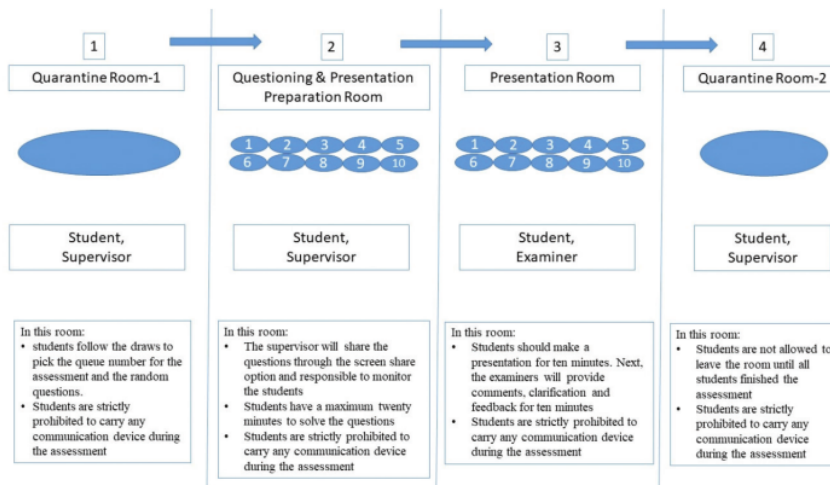 1
Quarantine Room-1
Student,
Supervisor
In this room:
• students follow the draws to
pick the queue number for the
assessment and the random
questions.
• Students are strictly
prohibited to carry any
communication device during
the assessment
2
Questioning & Presentation
Preparation Room
1 2 3 4 5
6 7 8 9 10
Student,
Supervisor
In this room:
• The supervisor will share the
questions through the screen share
option and responsible to monitor
the students
• Students have a maximum twenty
minutes to solve the questions
• Students are strictly prohibited to
carry any communication device
during the assessment
3
Presentation Room
1 2 3 4 5
6 7 8 9 10
Student,
Examiner
In this room:
• Students should make a
presentation for ten minutes. Next,
the examiners will provide
comments, clarification and
feedback for ten minutes
• Students are strictly prohibited to
carry any communication device
during the assessment
4
Quarantine Room-2
Student,
Supervisor
In this room:
• Students are not allowed to
leave the room until all
students finished the
assessment
• Students are strictly
prohibited to carry any
communication device
during the assessment